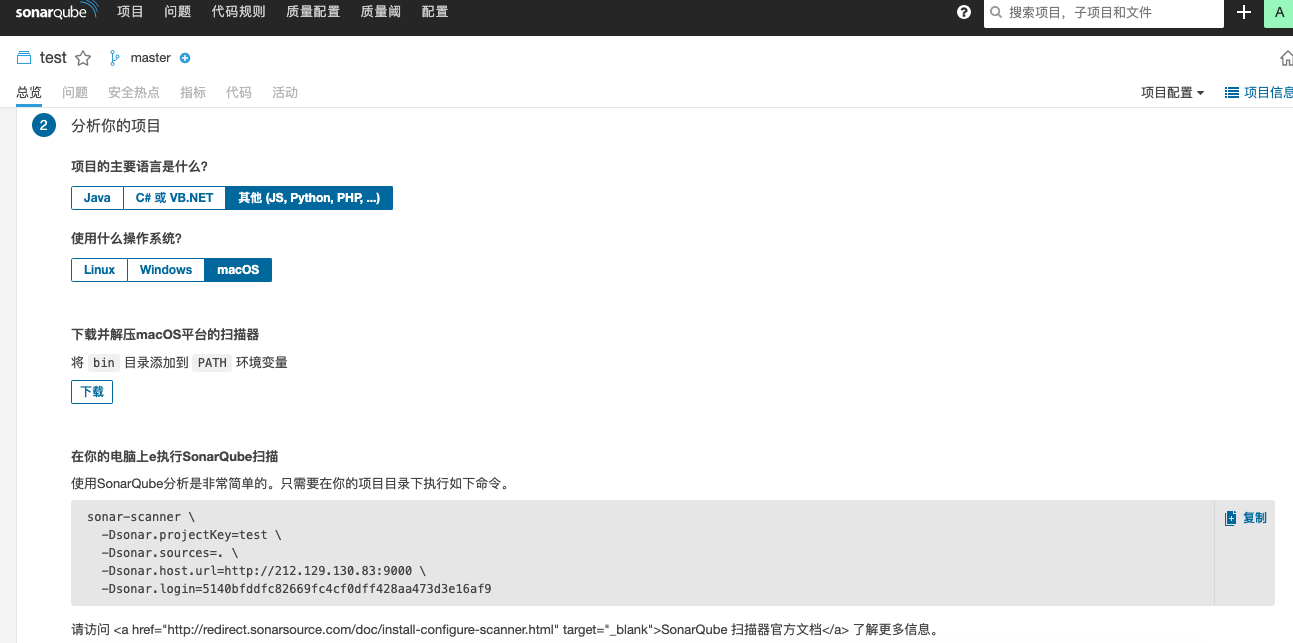 sonarqube 项目 问题 代码规则 质量配置 质量阈 配置 ? 搜索项目，子项目和文件 + A
test master
总览 问题 安全热点 指标 代码 活动 项目配置 项目信息
2 分析你的项目
项目的主要语言是什么?
Java C# 或 VB.NET 其他 (JS, Python, PHP, ...)
使用什么操作系统?
Linux Windows macOS
下载并解压macOS平台的扫描器
将 bin 目录添加到 PATH 环境变量
下载
在你的电脑上e执行SonarQube扫描
使用SonarQube分析是非常简单的。只需要在你的项目目录下执行如下命令。
sonar-scanner \ 复制
-Dsonar.projectKey=test \
-Dsonar.sources=. \
-Dsonar.host.url=http://212.129.130.83:9000 \
-Dsonar.login=5140bfddfc82669fc4cf0dff428aa473d3e16af9
请访问 <a href="http://redirect.sonarsource.com/doc/install-configure-scanner.html" target="_blank">SonarQube 扫描器官方文档</a> 了解更多信息。